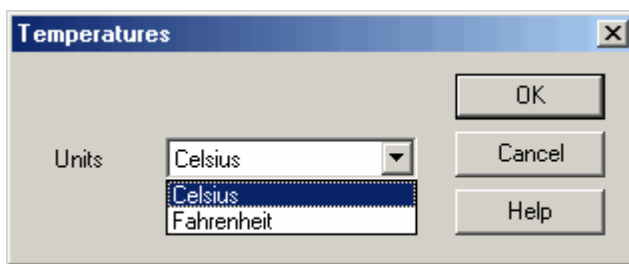 Temperatures
OK
Units
Celsius
Cancel
Celsius
Fahrenheit
Help